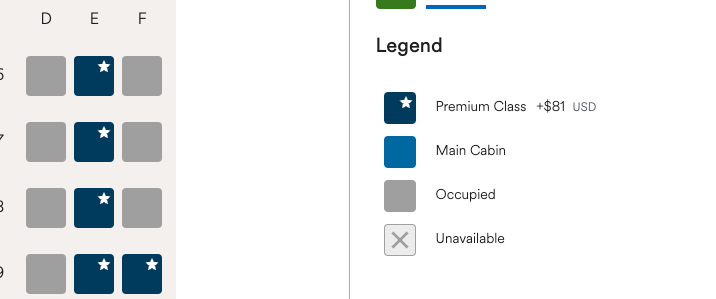 D E F
Legend
Premium Class +$81 USD
Main Cabin
Occupied
Unavailable